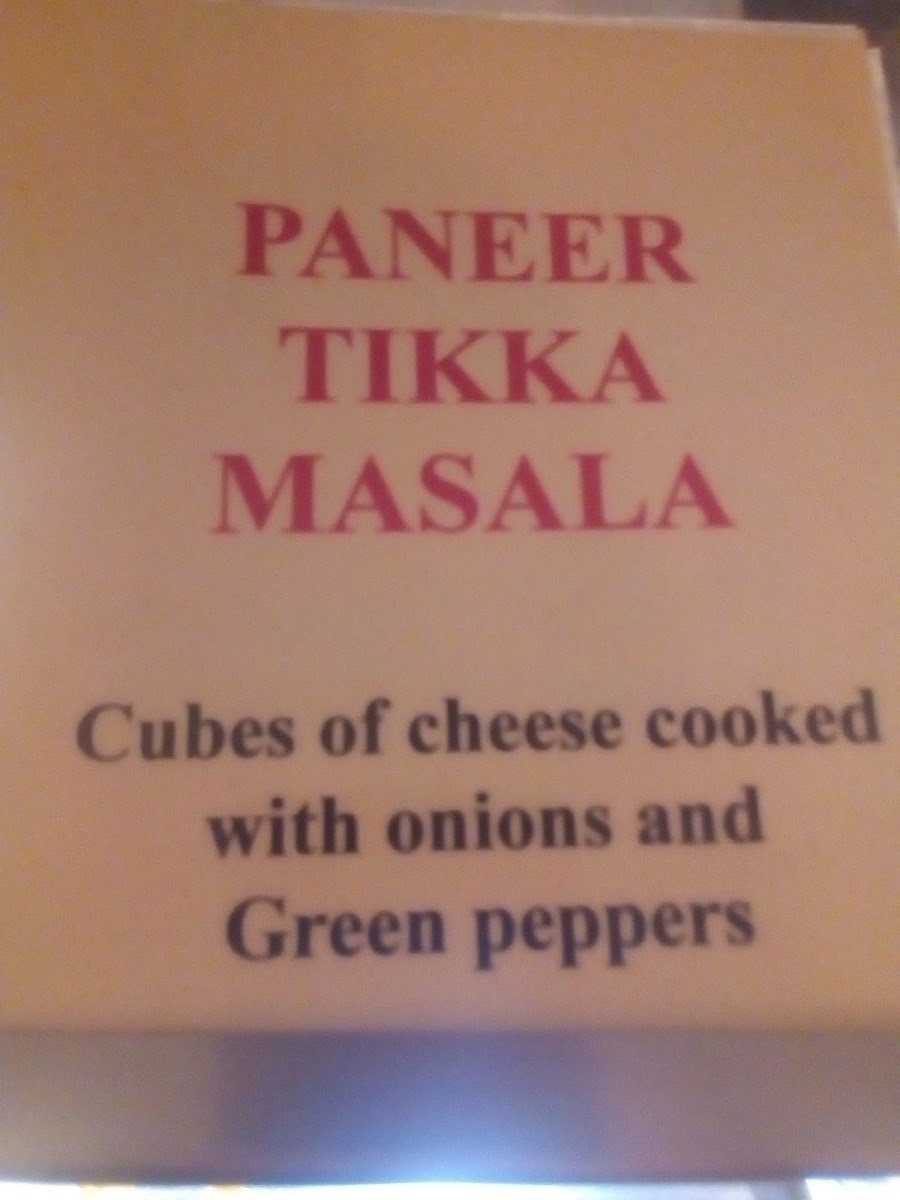 PANEER
TIKKA
MASALA
Cubes of cheese cooked
with onions and
Green peppers